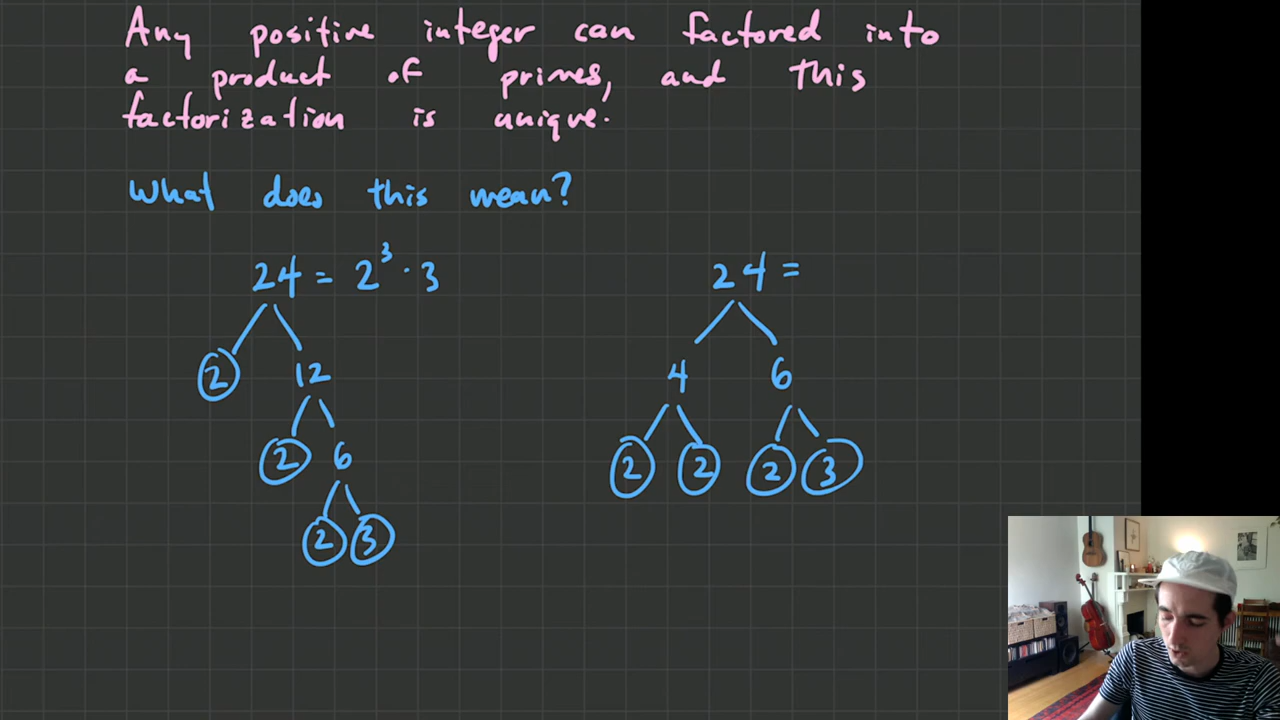 Any positive integer can factored into
a product of primes, and this
factorization is unique.
What does this mean?
24 = 2³ · 3
24 =
2 12
4 6
2 6
2 2 2 3
2 3